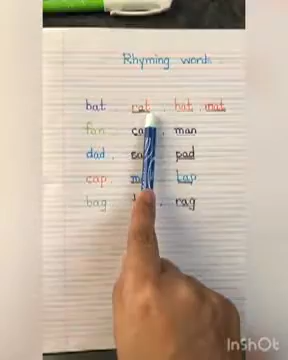 Rhyming words
bat. rat. hat. mat
fan man
dad. pad
cap. tap
bag rag
InShOt